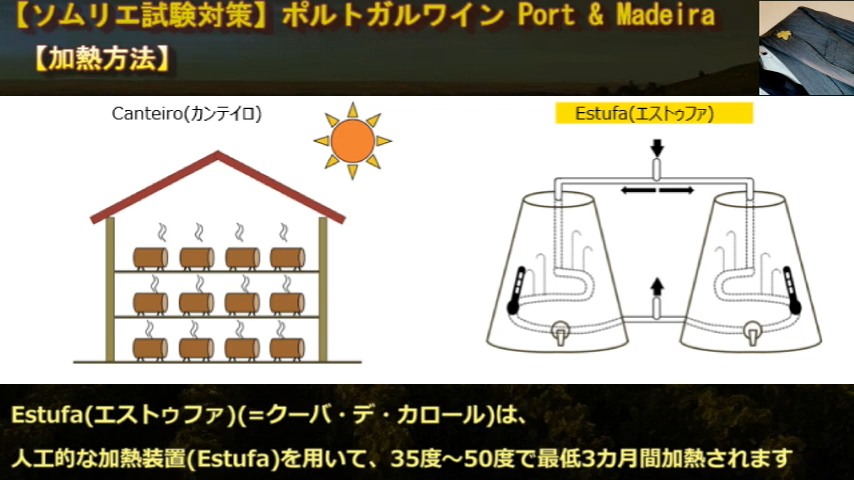 【ソムリエ試験対策】ポルトガルワイン Port & Madeira
【加熱方法】
Canteiro(カンテイロ)
Estufa(エストゥファ)
Estufa(エストゥファ)(=クーバ・デ・カロール)は、
人工的な加熱装置(Estufa)を用いて、35度～50度で最低3カ月間加熱されます